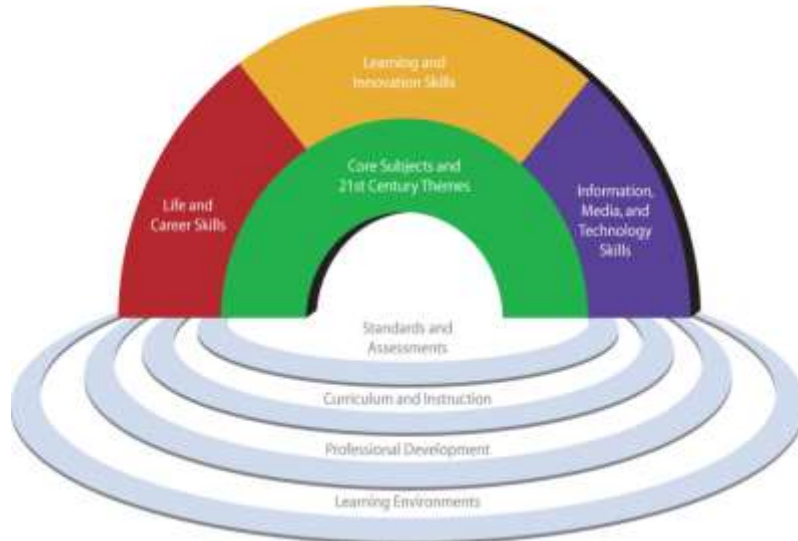 Learning and
Innovation Skills
Core Subjects and
21st Century Themes
Life and
Career Skills
Information,
Media, and
Technology
Skills
Standards and
Assessments
Curriculum and Instruction
Professional Development
Learning Environments